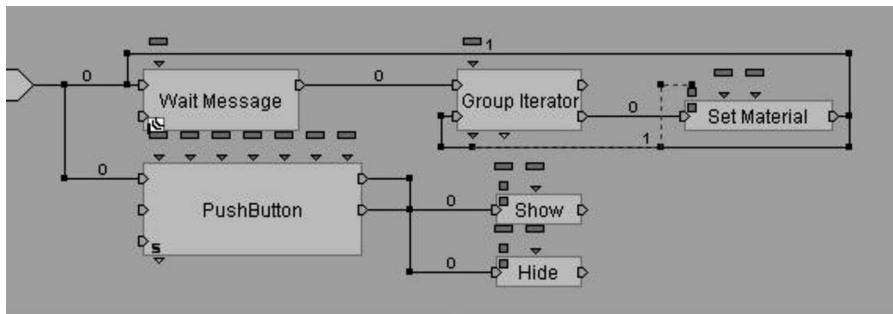 1
0
0
Wait Message
Group Iterator
0
Set Material
1
0
PushButton
0
Show
0
Hide
S